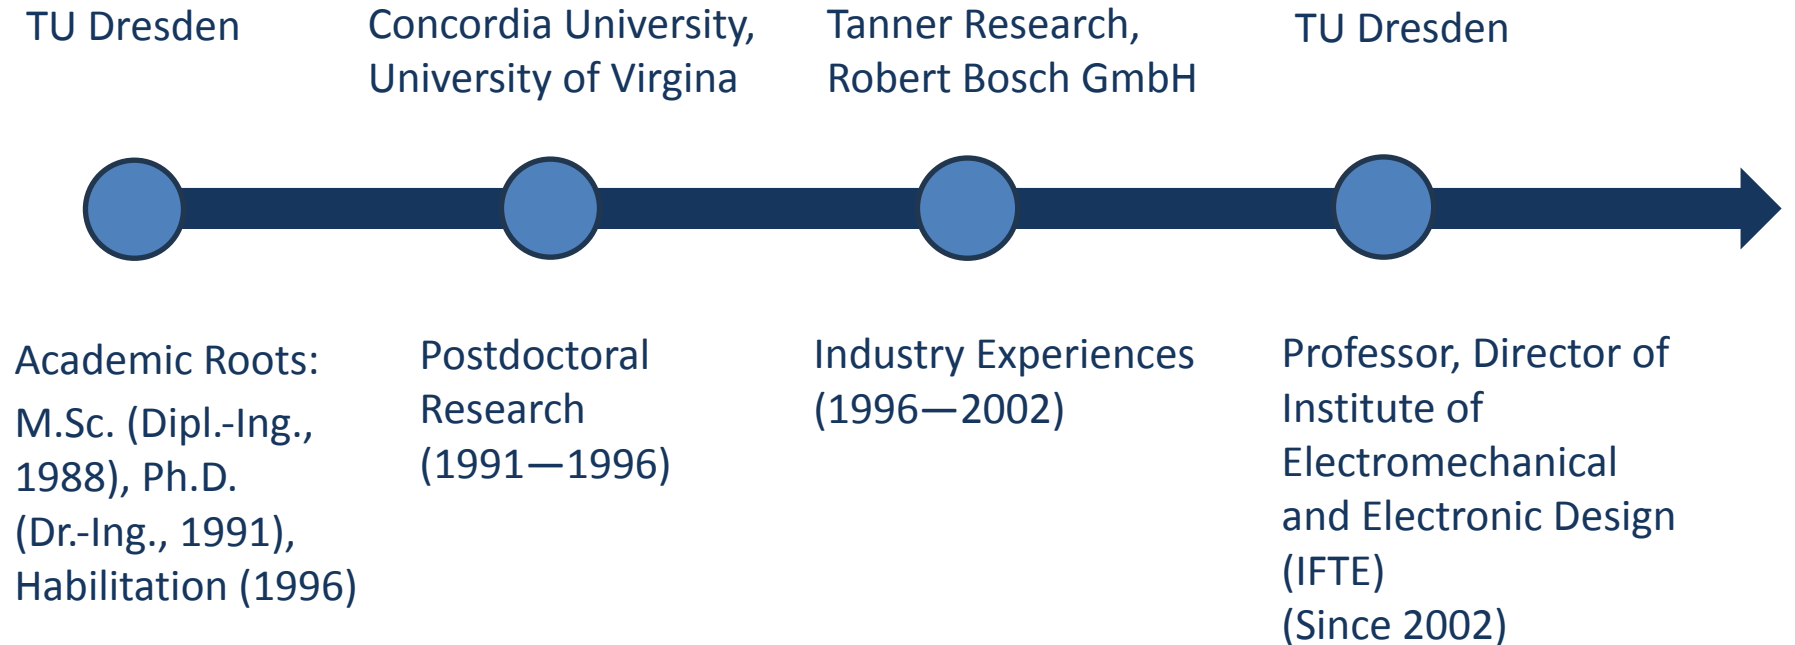 TU Dresden
Concordia University,
University of Virgina
Tanner Research,
Robert Bosch GmbH
TU Dresden
Academic Roots:
M.Sc. (Dipl.-Ing.,
1988), Ph.D.
(Dr.-Ing., 1991),
Habilitation (1996)
Postdoctoral
Research
(1991—1996)
Industry Experiences
(1996—2002)
Professor, Director of
Institute of
Electromechanical
and Electronic Design
(IFTE)
(Since 2002)